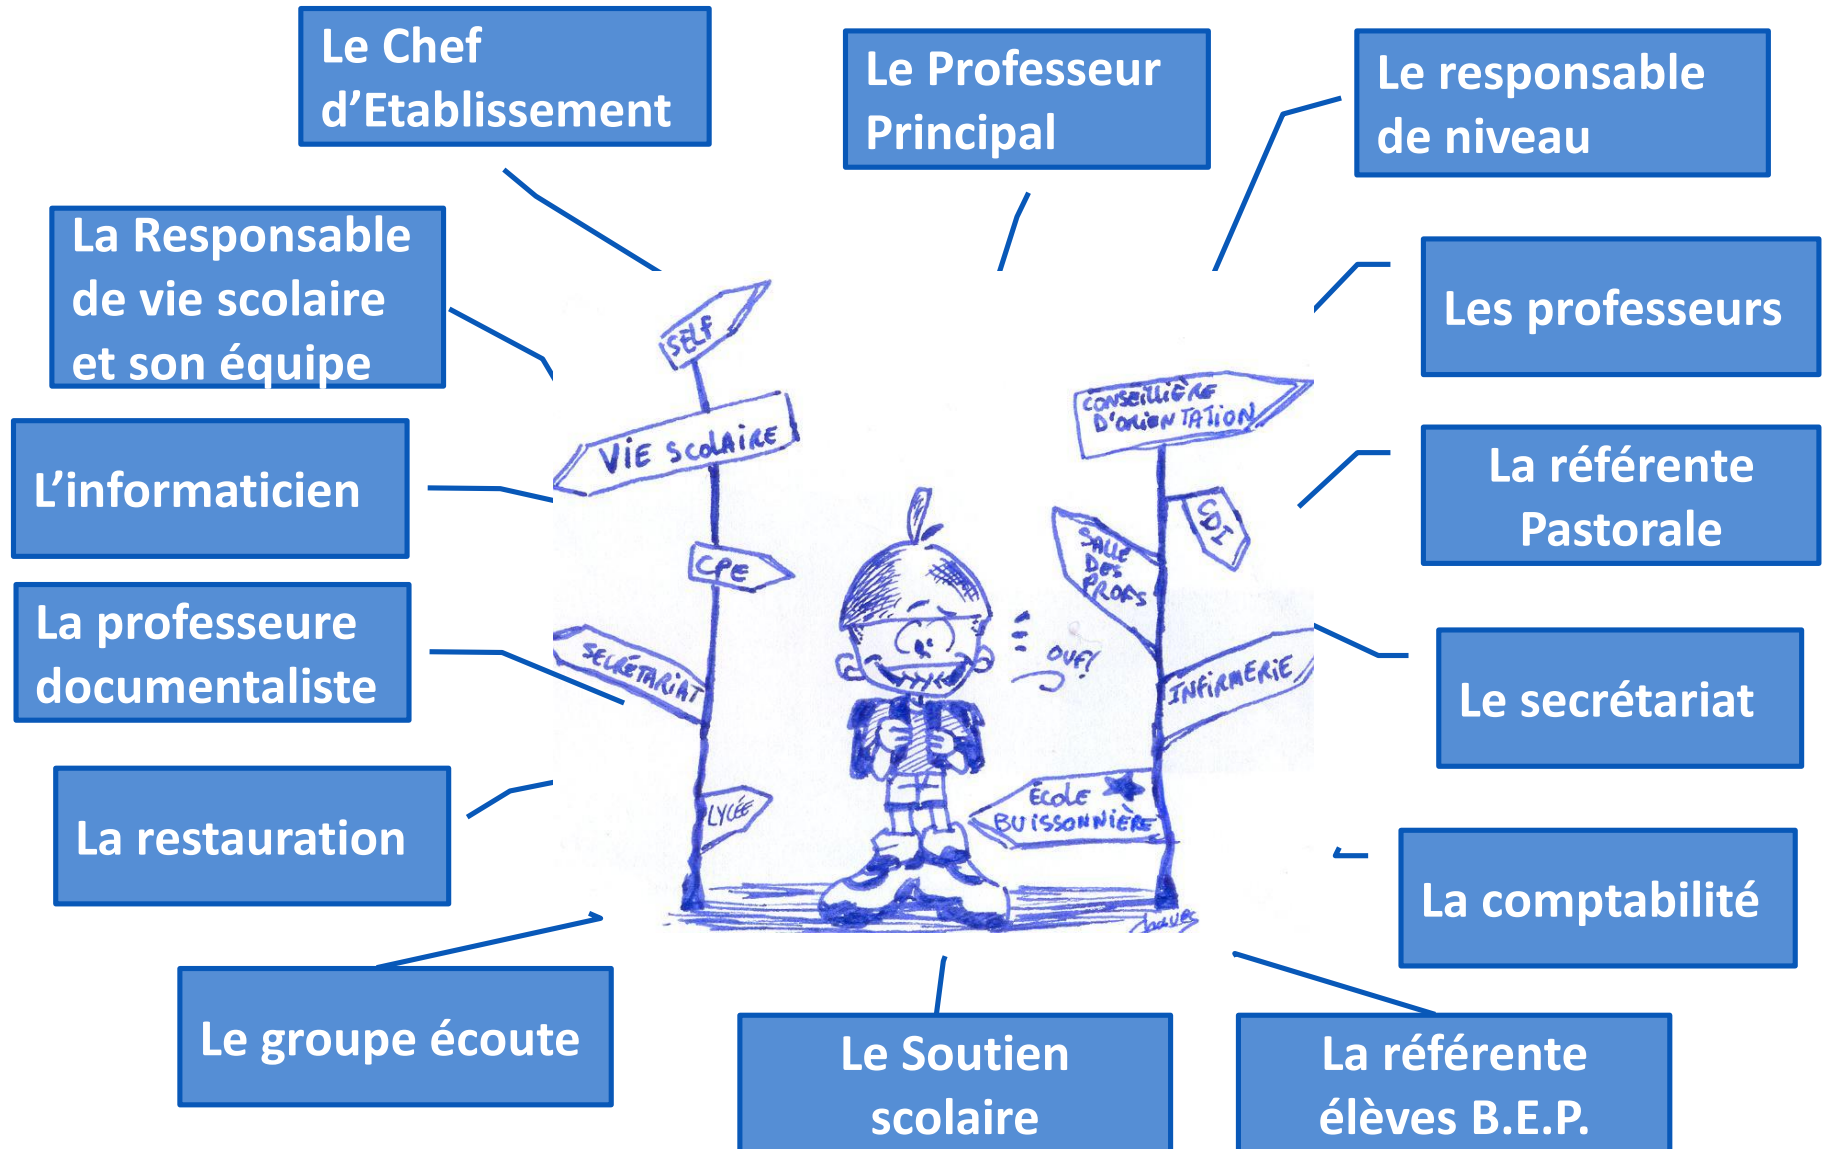 Le Chef
d’Etablissement
Le Professeur
Principal
Le responsable
de niveau
La Responsable
de vie scolaire
et son équipe
Les professeurs
L’informaticien
La référente
Pastorale
La professeure
documentaliste
Le secrétariat
La restauration
La comptabilité
Le groupe écoute
Le Soutien
scolaire
La référente
élèves B.E.P.
SELF
VIE SCOLAIRE
CPE
SECRÉTARIAT
LYCÉE
CONSEILLIÈRE
D'ORIENTATION
CDI
SALLE
DES
PROFS
OUF!
INFIRMERIE
ÉCOLE
BUISSONNIÈRE